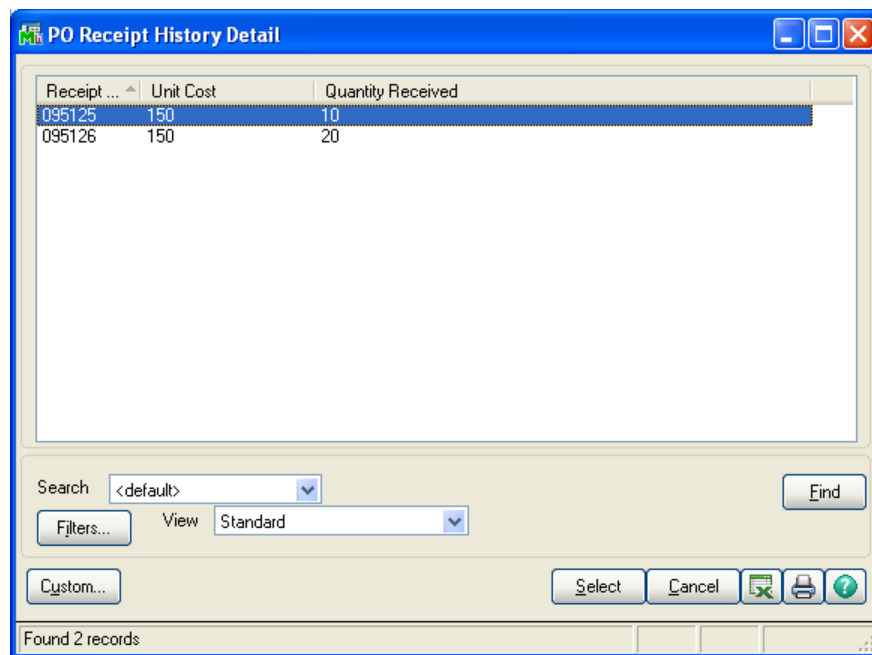 PO Receipt History Detail
Receipt ... Unit Cost Quantity Received
095125 150 10
095126 150 20
Search <default> Find
Filters... View Standard
Custom... Select Cancel
Found 2 records